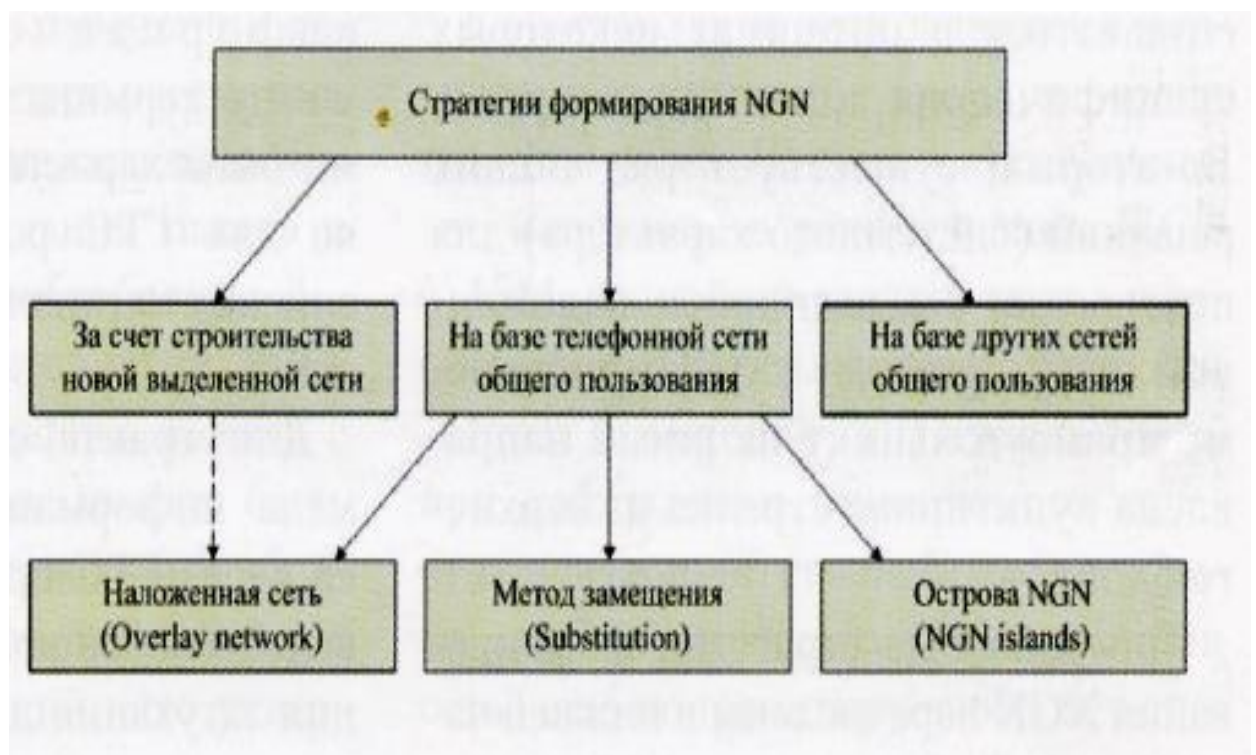 Стратегии формирования NGN
За счет строительства
новой выделенной сети
На базе телефонной сети
общего пользования
На базе других сетей
общего пользования
Наложенная сеть
(Overlay network)
Метод замещения
(Substitution)
Острова NGN
(NGN islands)